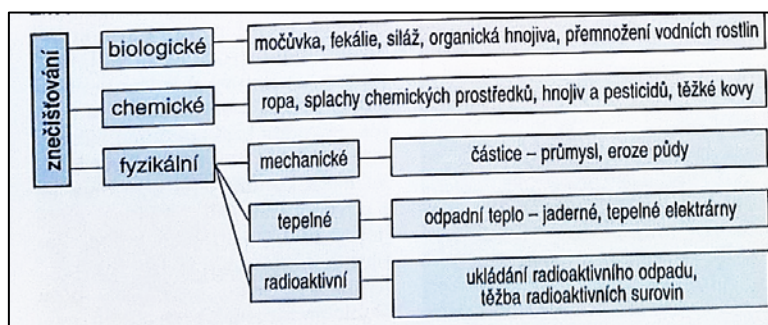 znečišťování
biologické
močůvka, fekálie, siláž, organická hnojiva, přemnožení vodních rostlin
chemické
ropa, splachy chemických prostředků, hnojiv a pesticidů, těžké kovy
fyzikální
mechanické
částice – průmysl, eroze půdy
tepelné
odpadní teplo – jaderné, tepelné elektrárny
radioaktivní
ukládání radioaktivního odpadu,
těžba radioaktivních surovin